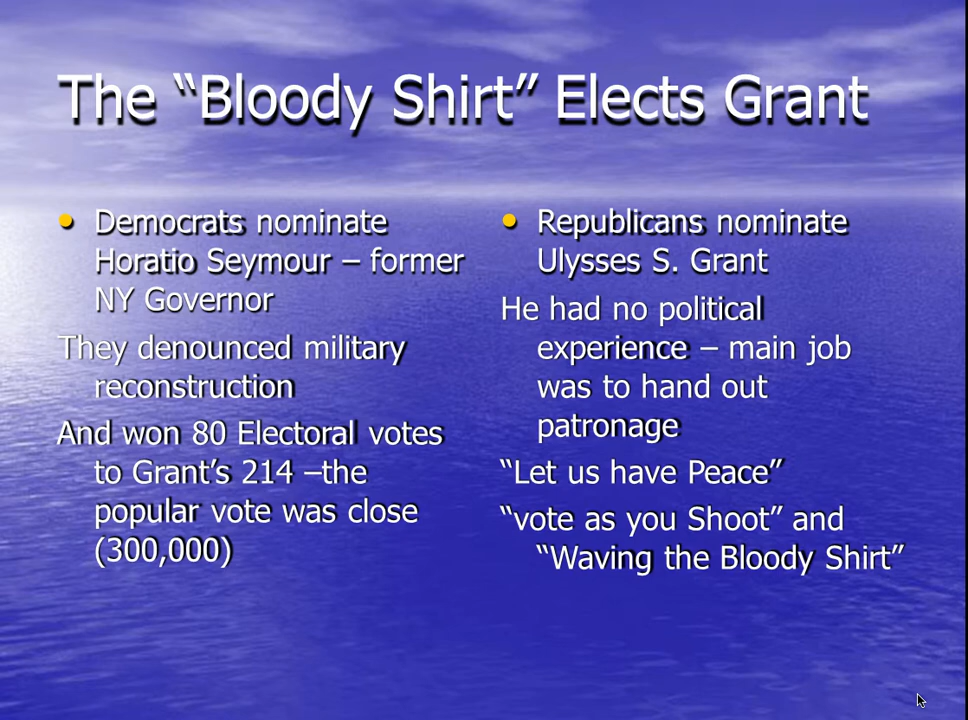 The “Bloody Shirt” Elects Grant
• Democrats nominate
Horatio Seymour – former
NY Governor
They denounced military
reconstruction
And won 80 Electoral votes
to Grant’s 214 –the
popular vote was close
(300,000)
• Republicans nominate
Ulysses S. Grant
He had no political
experience – main job
was to hand out
patronage
“Let us have Peace”
“vote as you Shoot” and
“Waving the Bloody Shirt”